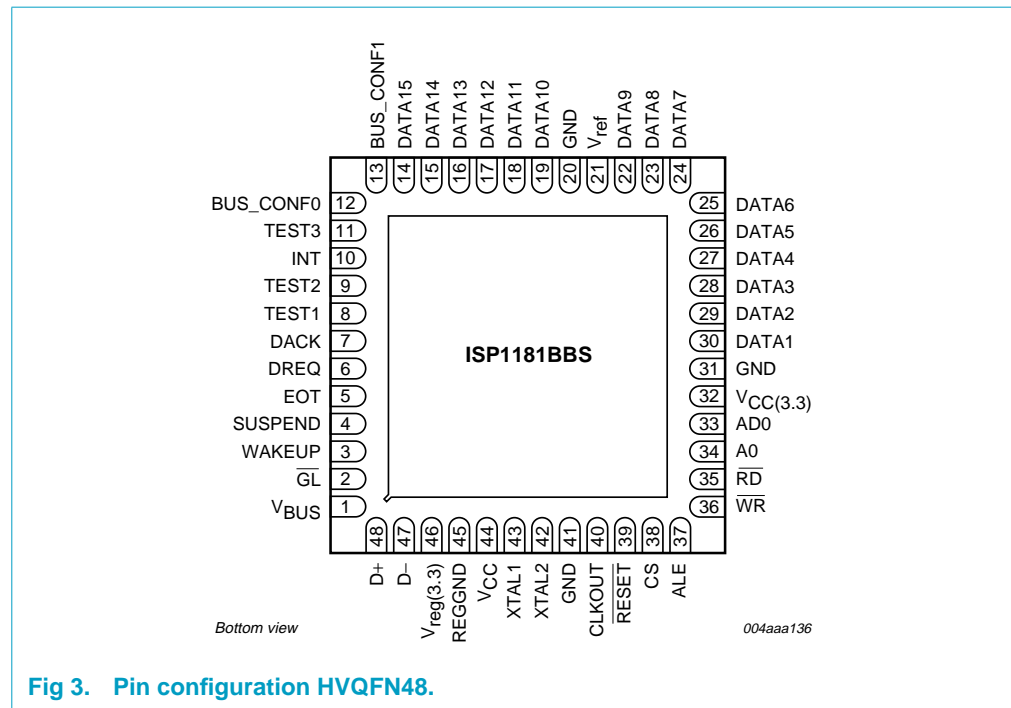 BUS_CONF1
DATA15
DATA14
DATA13
DATA12
DATA11
DATA10
GND
Vref
DATA9
DATA8
DATA7
13 14 15 16 17 18 19 20 21 22 23 24
BUS_CONF0 12
TEST3 11
INT 10
TEST2 9
TEST1 8
DACK 7
DREQ 6
EOT 5
SUSPEND 4
WAKEUP 3
G̅L̅ 2
VBUS 1
ISP1181BBS
25 DATA6
26 DATA5
27 DATA4
28 DATA3
29 DATA2
30 DATA1
31 GND
32 VCC(3.3)
33 AD0
34 A0
35 R̅D̅
36 W̅R̅
48 47 46 45 44 43 42 41 40 39 38 37
D+
D−
Vreg(3.3)
REGGND
VCC
XTAL1
XTAL2
GND
CLKOUT
R̅E̅S̅E̅T̅
CS
ALE
Bottom view
004aaa136
Fig 3. Pin configuration HVQFN48.